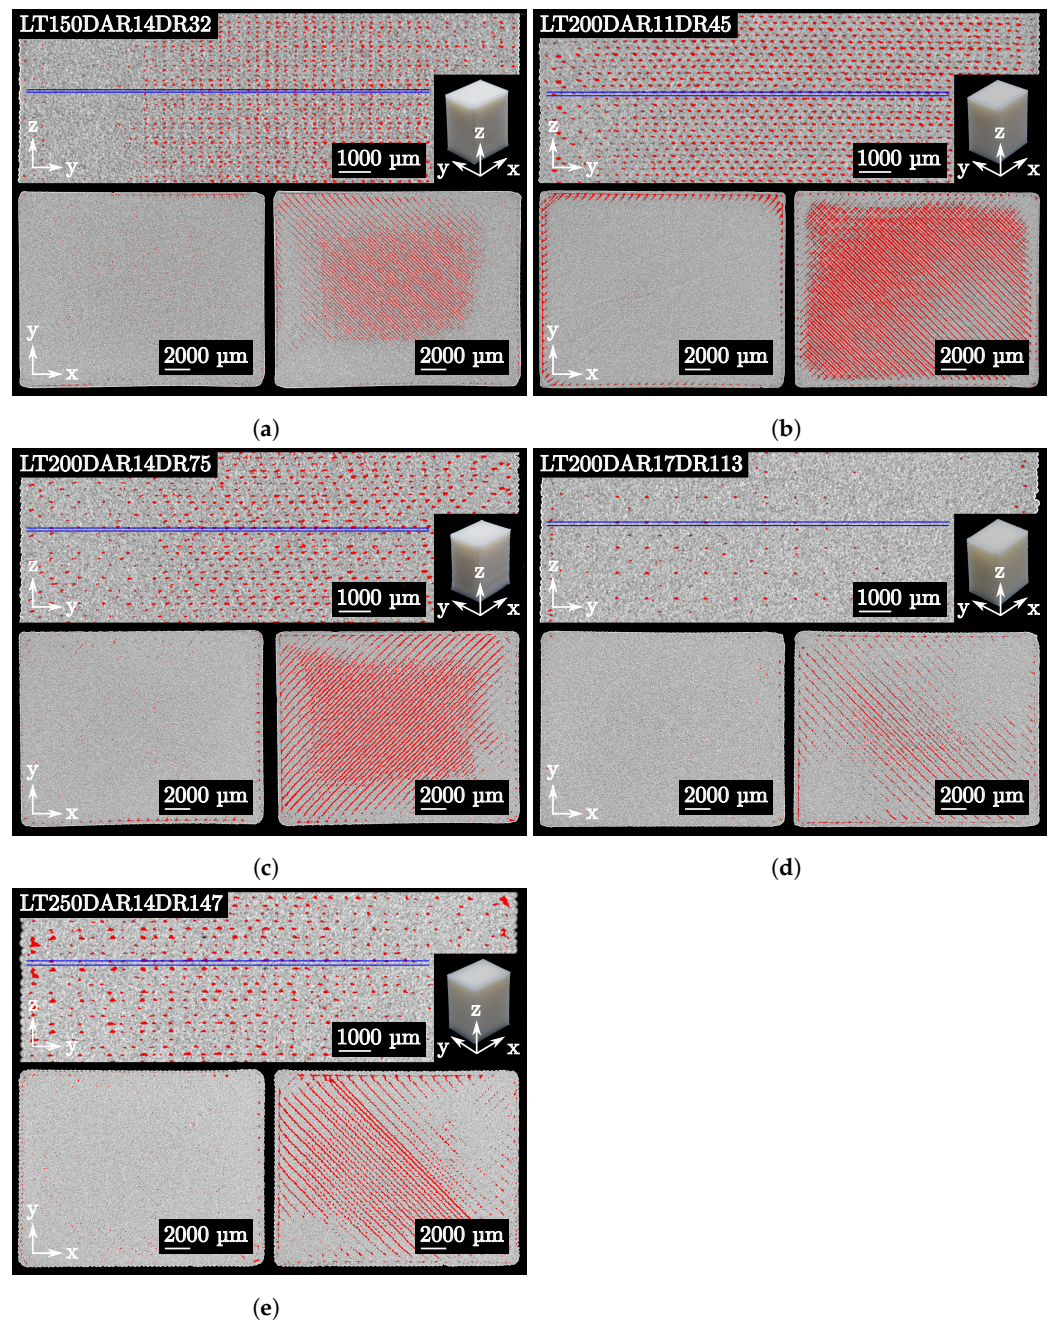 LT150DAR14DR32
z
y
1000 µm
z
y
x
y
x
2000 µm
2000 µm
(a)
LT200DAR11DR45
z
y
1000 µm
z
y
x
y
x
2000 µm
2000 µm
(b)
LT200DAR14DR75
z
y
1000 µm
z
y
x
y
x
2000 µm
2000 µm
(c)
LT200DAR17DR113
z
y
1000 µm
z
y
x
y
x
2000 µm
2000 µm
(d)
LT250DAR14DR147
z
y
1000 µm
z
y
x
y
x
2000 µm
2000 µm
(e)